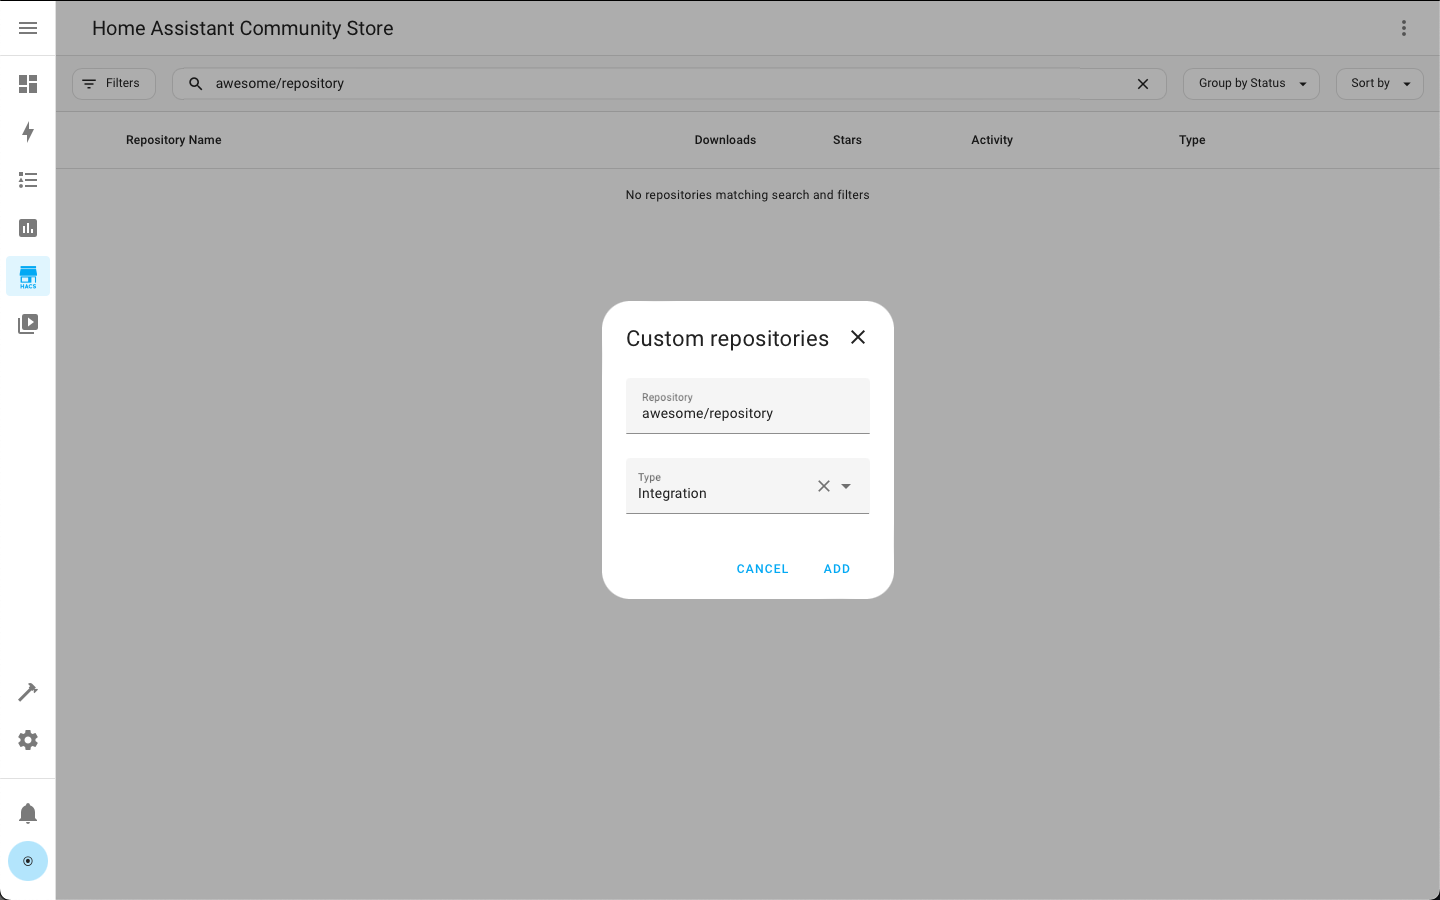 Home Assistant Community Store
Filters
awesome/repository
Group by Status
Sort by
Repository Name
Downloads
Stars
Activity
Type
No repositories matching search and filters
HACS
Custom repositories
Repository
awesome/repository
Type
Integration
CANCEL
ADD